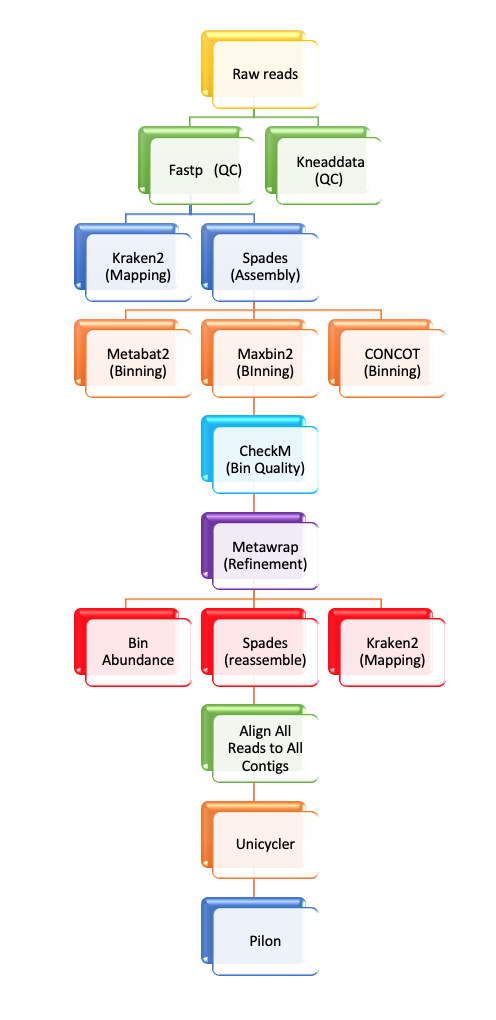 Raw reads
Fastp (QC)
Kneaddata
(QC)
Kraken2
(Mapping)
Spades
(Assembly)
Metabat2
(Binning)
Maxbin2
(BInning)
CONCOT
(Binning)
CheckM
(Bin Quality)
Metawrap
(Refinement)
Bin
Abundance
Spades
(reassemble)
Kraken2
(Mapping)
Align All
Reads to All
Contigs
Unicycler
Pilon